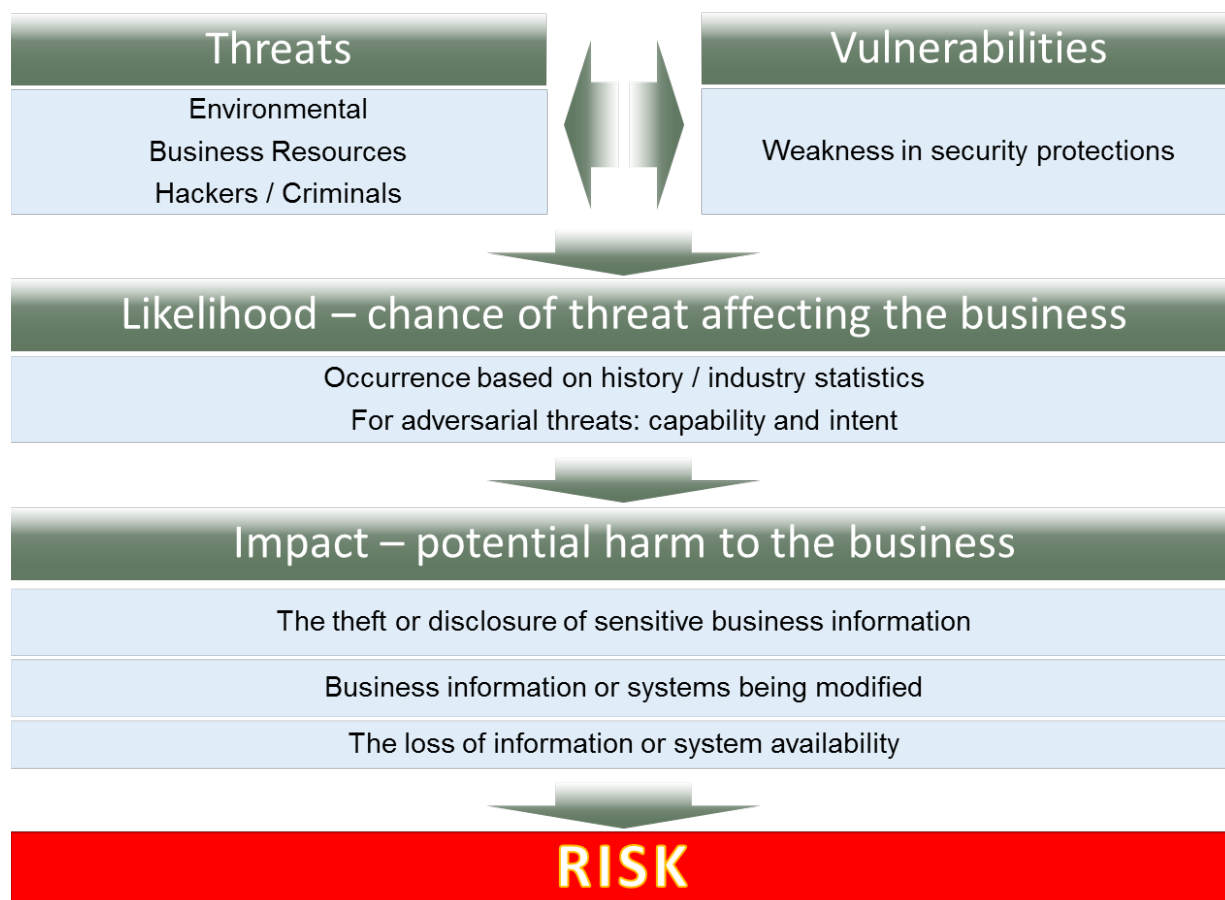 Threats
Environmental
Business Resources
Hackers / Criminals
Vulnerabilities
Weakness in security protections
Likelihood – chance of threat affecting the business
Occurrence based on history / industry statistics
For adversarial threats: capability and intent
Impact – potential harm to the business
The theft or disclosure of sensitive business information
Business information or systems being modified
The loss of information or system availability
RISK